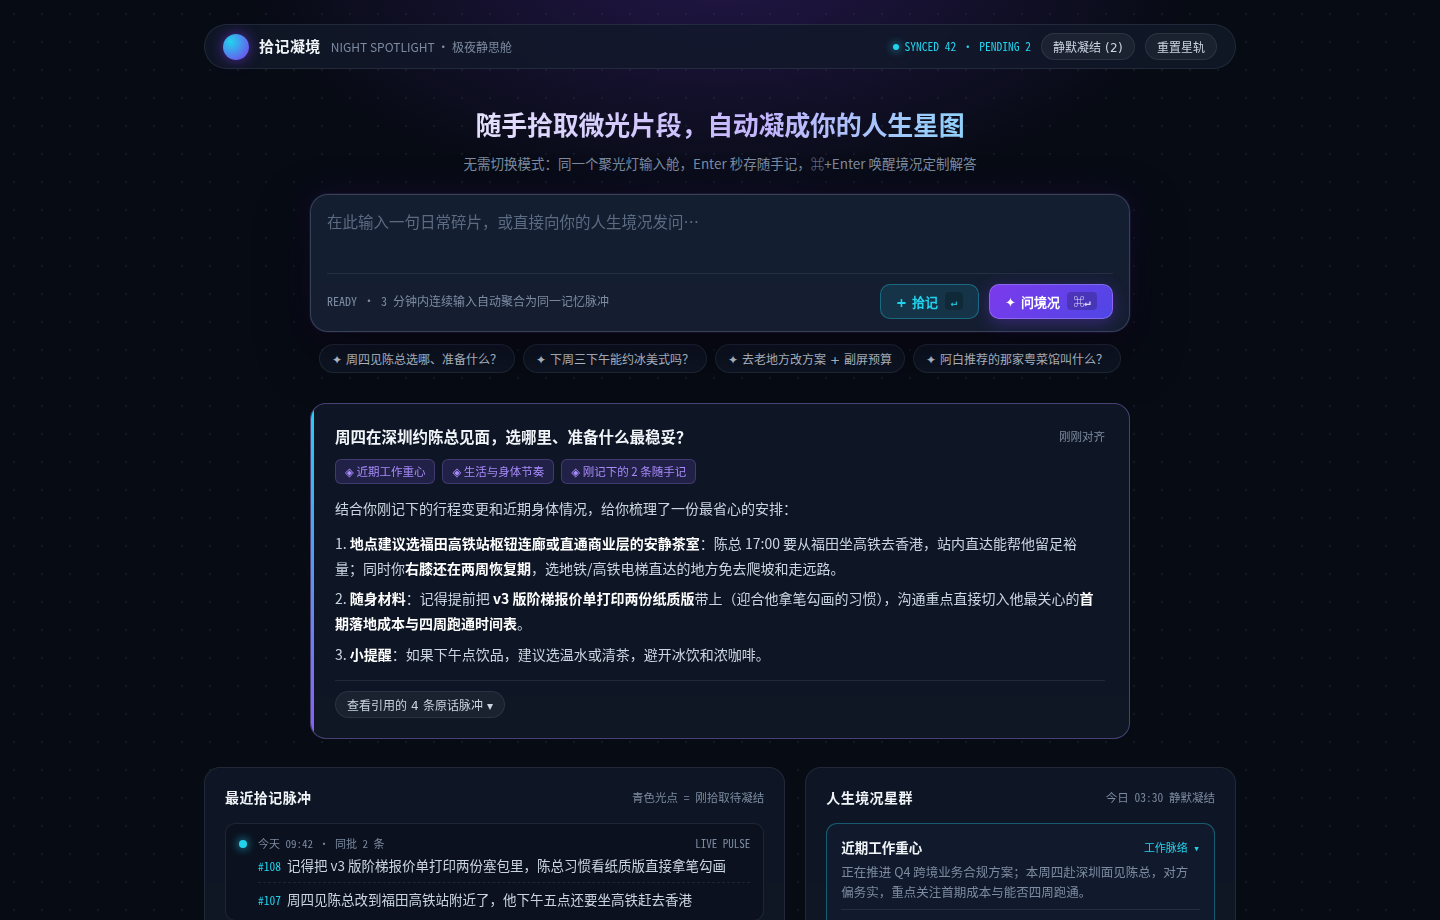 拾记凝境 NIGHT SPOTLIGHT · 极夜静思舱
SYNCED 42 · PENDING 2
静默凝结 (2)
重置星轨
随手拾取微光片段，自动凝成你的人生星图
无需切换模式：同一个聚光灯输入舱，Enter 秒存随手记，⌘+Enter 唤醒境况定制解答
在此输入一句日常碎片，或直接向你的人生境况发问…
READY · 3 分钟内连续输入自动聚合为同一记忆脉冲
+ 拾记 ↵
✦ 问境况 ⌘↵
✦ 周四见陈总选哪、准备什么？
✦ 下周三下午能约冰美式吗？
✦ 去老地方改方案 + 副屏预算
✦ 阿白推荐的那家粤菜馆叫什么？
周四在深圳约陈总见面，选哪里、准备什么最稳妥？
刚刚对齐
◈ 近期工作重心
◈ 生活与身体节奏
◈ 刚记下的 2 条随手记
结合你刚记下的行程变更和近期身体情况，给你梳理了一份最省心的安排：
1. 地点建议选福田高铁站枢钮连廊或直通商业层的安静茶室：陈总 17:00 要从福田坐高铁去香港，站内直达能帮他留足裕
量；同时你右膝还在两周恢复期，选地铁/高铁电梯直达的地方免去爬坡和走远路。
2. 随身材料：记得提前把 v3 版阶梯报价单打印两份纸质版带上（迎合他拿笔勾画的习惯），沟通重点直接切入他最关心的首
期落地成本与四周跑通时间表。
3. 小提醒：如果下午点饮品，建议选温水或清茶，避开冰饮和浓咖啡。
查看引用的 4 条原话脉冲 ▾
最近拾记脉冲
青色光点 = 刚拾取待凝结
今天 09:42 · 同批 2 条
LIVE PULSE
#108 记得把 v3 版阶梯报价单打印两份塞包里，陈总习惯看纸质版直接拿笔勾画
#107 周四见陈总改到福田高铁站附近了，他下午五点还要坐高铁赶去香港
人生境况星群
今日 03:30 静默凝结
近期工作重心
工作脉络 ▾
正在推进 Q4 跨境业务合规方案；本周四赴深圳面见陈总，对方
偏务实，重点关注首期成本与能否四周跑通。